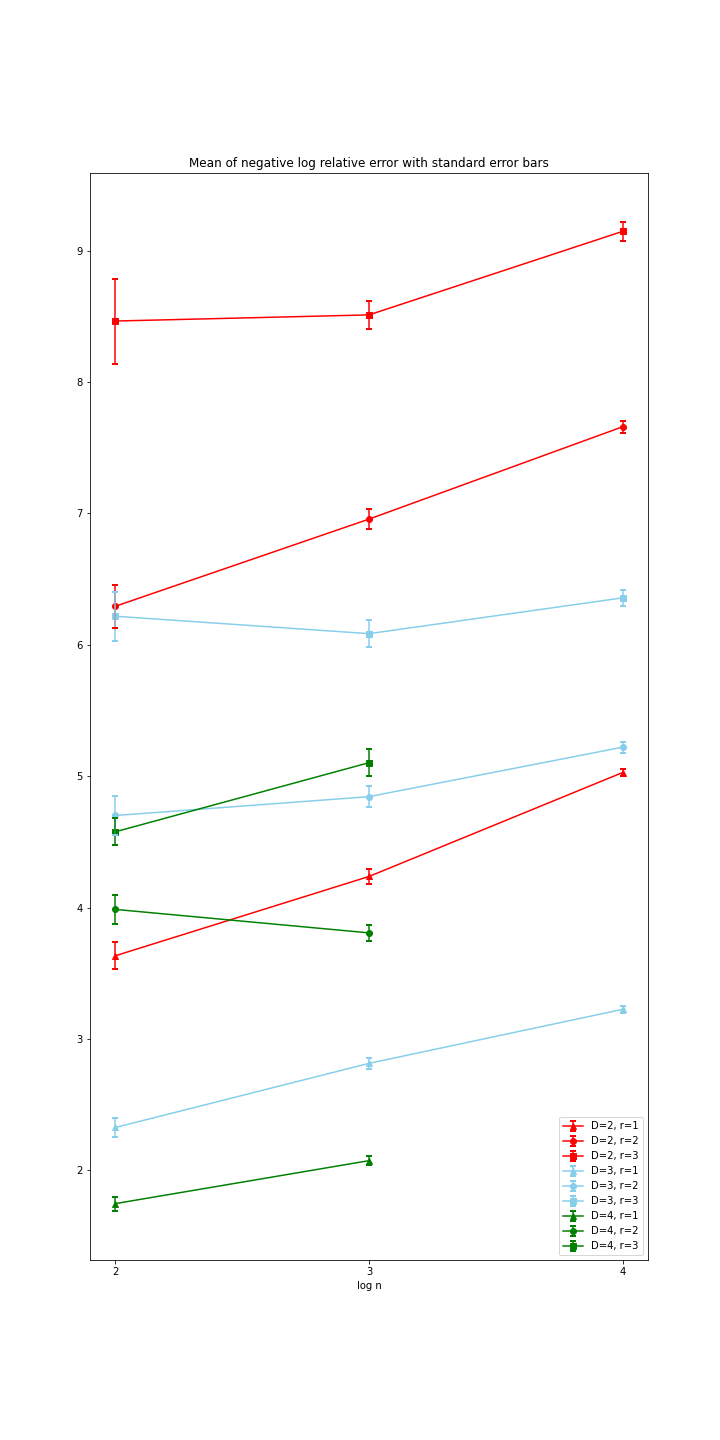 Mean of negative log relative error with standard error bars
9
8
7
6
5
4
3
2
D=2, r=1
D=2, r=2
D=2, r=3
D=3, r=1
D=3, r=2
D=3, r=3
D=4, r=1
D=4, r=2
D=4, r=3
2 3 4
log n